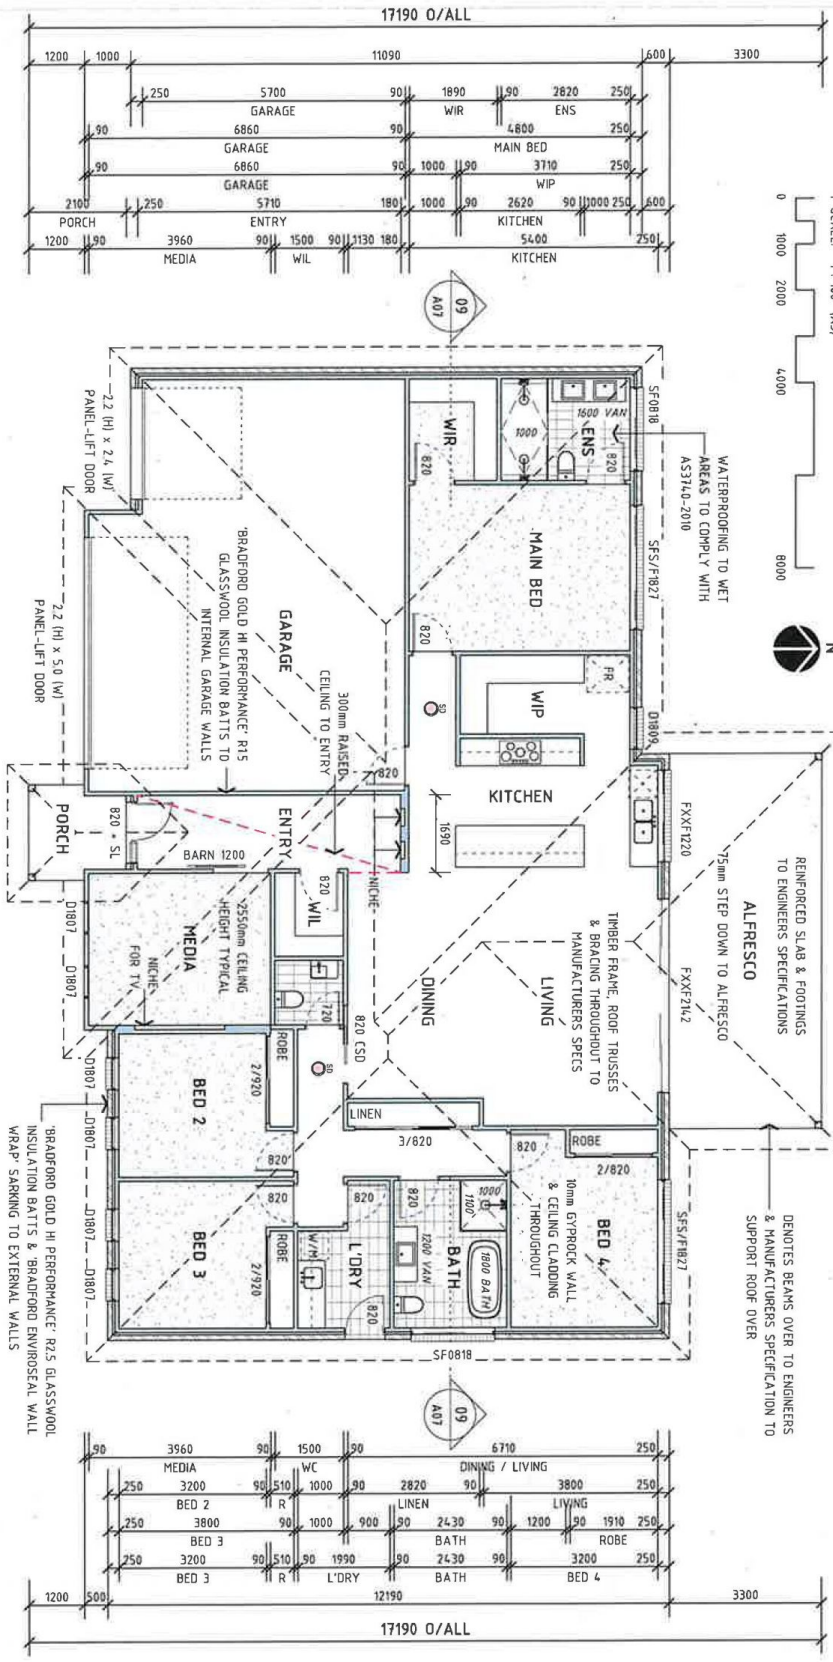 17190 O/ALL
1200 1000 11090 600 3300
250 5700 90 1890 90 2820 250
GARAGE WIR ENS
90 6860 90 4800 250
GARAGE MAIN BED
90 6860 90 1000 90 3710 250
GARAGE WIP
2100 250 5710 180 1000 90 2620 90 1000 250 600
PORCH ENTRY KITCHEN
1200 90 3960 90 1500 90 1130 180 5400 250
MEDIA WIL KITCHEN
0 1000 2000 4000 8000
N
09
A07
WATERPROOFING TO WET
AREAS TO COMPLY WITH
AS3740-2010
SF0818
SFS/F1827
D1809
FXXF1220
FXXF2142
SFS/F1827
1600 VAN
ENS
820
1000
WIR
820
MAIN BED
820
2.2 (H) x 2.4 (W)
PANEL-LIFT DOOR
GARAGE
'BRADFORD GOLD HI PERFORMANCE' R1.5
GLASSWOOL INSULATION BATTS TO
INTERNAL GARAGE WALLS
300mm RAISED
CEILING TO ENTRY
2.2 (H) x 5.0 (W)
PANEL-LIFT DOOR
SD
FR
WIP
KITCHEN
820
1690
ENTRY
PORCH
820 + SL
BARN 1200
NICHE
820
WIL
MEDIA
2550mm CEILING
HEIGHT TYPICAL
NICHE
FOR TV
D1807 D1807
720
820 CSD
DINING
LIVING
TIMBER FRAME, ROOF TRUSSES
& BRACING THROUGHOUT TO
MANUFACTURERS SPECS
ALFRESCO
75mm STEP DOWN TO ALFRESCO
REINFORCED SLAB & FOOTINGS
TO ENGINEERS SPECIFICATIONS
DENOTES BEAMS OVER TO ENGINEERS
& MANUFACTURERS SPECIFICATION TO
SUPPORT ROOF OVER
SD
ROBE
2/920
BED 2
820
D1807 D1807
LINEN
3/820
820
ROBE
2/820
BED 4
10mm GYPROCK WALL
& CEILING CLADDING
THROUGHOUT
820
ROBE
2/920
BED 3
D1807 D1807
820
W/M
L'DRY
820
820
1000
1100
1200 VAN
BATH
1800 BATH
SF0818
'BRADFORD GOLD HI PERFORMANCE' R2.5 GLASSWOOL
INSULATION BATTS & 'BRADFORD ENVIROSEAL WALL
WRAP' SARKING TO EXTERNAL WALLS
09
A07
90 3960 90 1500 90 6710 250
MEDIA WC DINING / LIVING
250 3200 90 510 1000 90 2820 90 3800 250
BED 2 R LINEN LIVING
250 3800 90 1000 900 90 2430 90 1200 90 1910 250
BED 3 BATH ROBE
250 3200 90 510 90 1990 90 2430 90 3200 250
BED 3 R L'DRY BATH BED 4
1200 500 12190 3300
17190 O/ALL